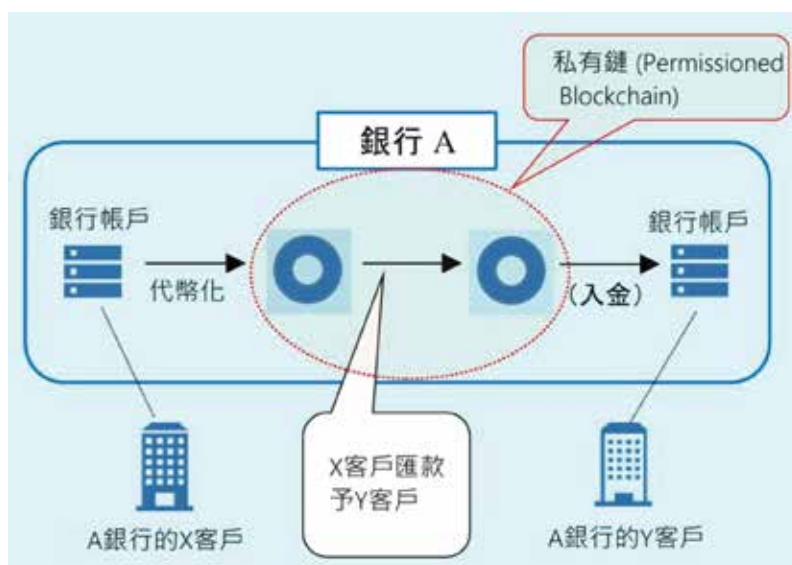 私有鏈 (Permissioned
Blockchain)
銀行 A
銀行帳戶
銀行帳戶
代幣化
(入金)
X客戶匯款
予Y客戶
A銀行的X客戶
A銀行的Y客戶